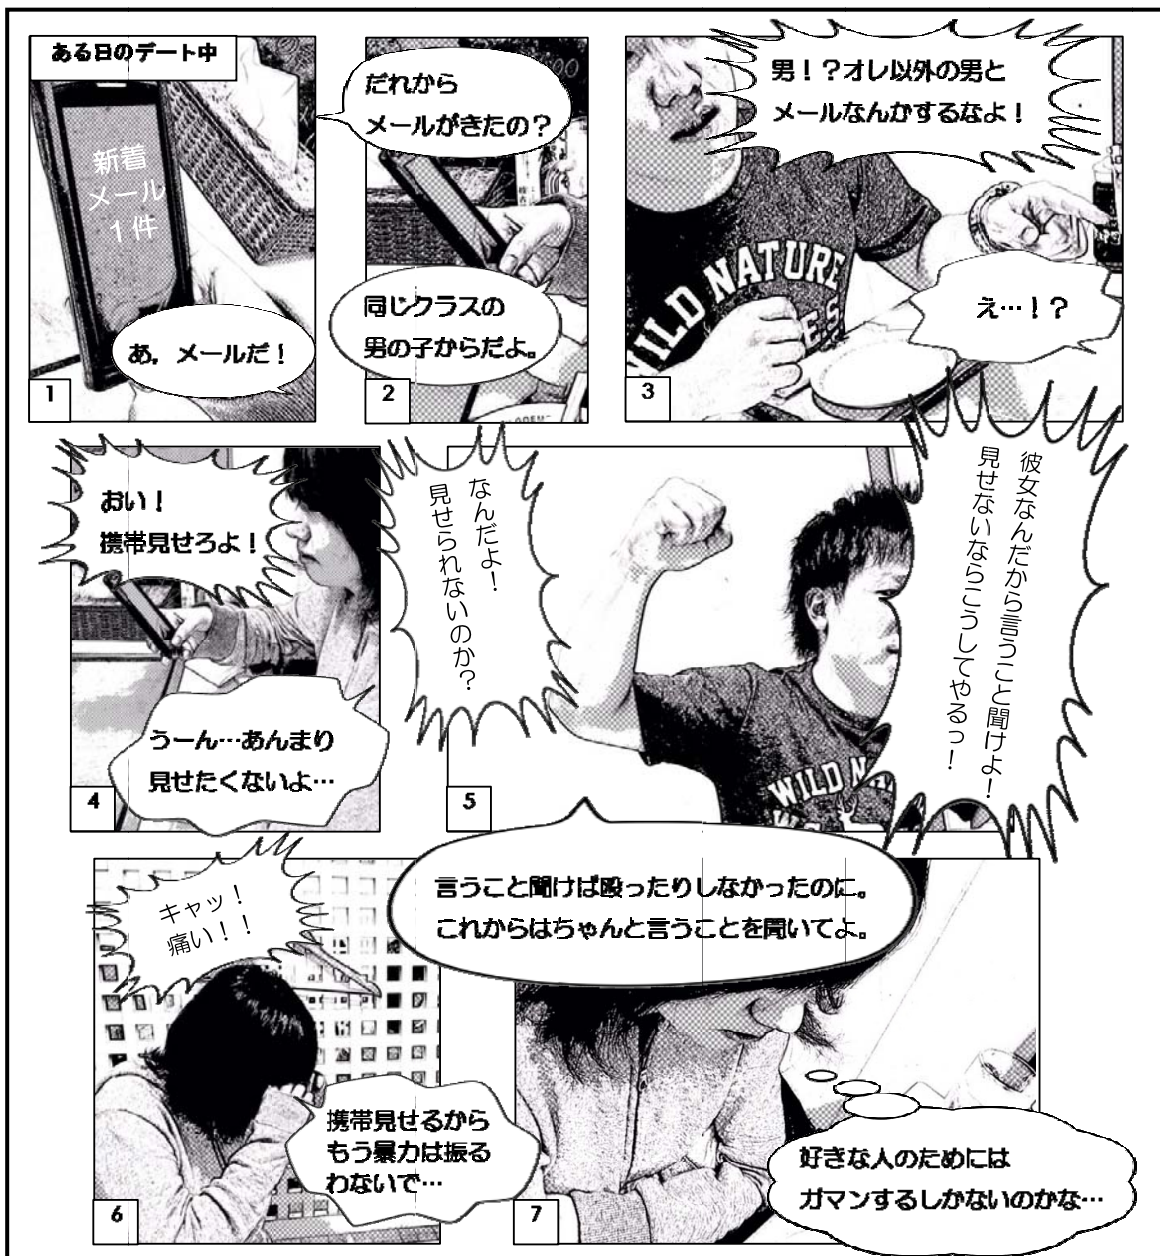 ある日のデート中
新着
メール
1件
あ，メールだ！
1
だれから
メールがきたの？
同じクラスの
男の子からだよ。
2
男！？オレ以外の男と
メールなんかするなよ！
WILD NATURE
え…！？
3
おい！
携帯見せろよ！
うーん…あんまり
見せたくないよ…
4
なんだよ！
見せられないのか？
彼女なんだから言うこと聞けよ！
見せないならこうしてやるっ！
WILD
5
キャッ！
痛い！！
携帯見せるから
もう暴力は振る
わないで…
6
言うこと聞けば殴ったりしなかったのに。
これからはちゃんと言うことを聞いてよ。
好きな人のためには
ガマンするしかないのかな…
7